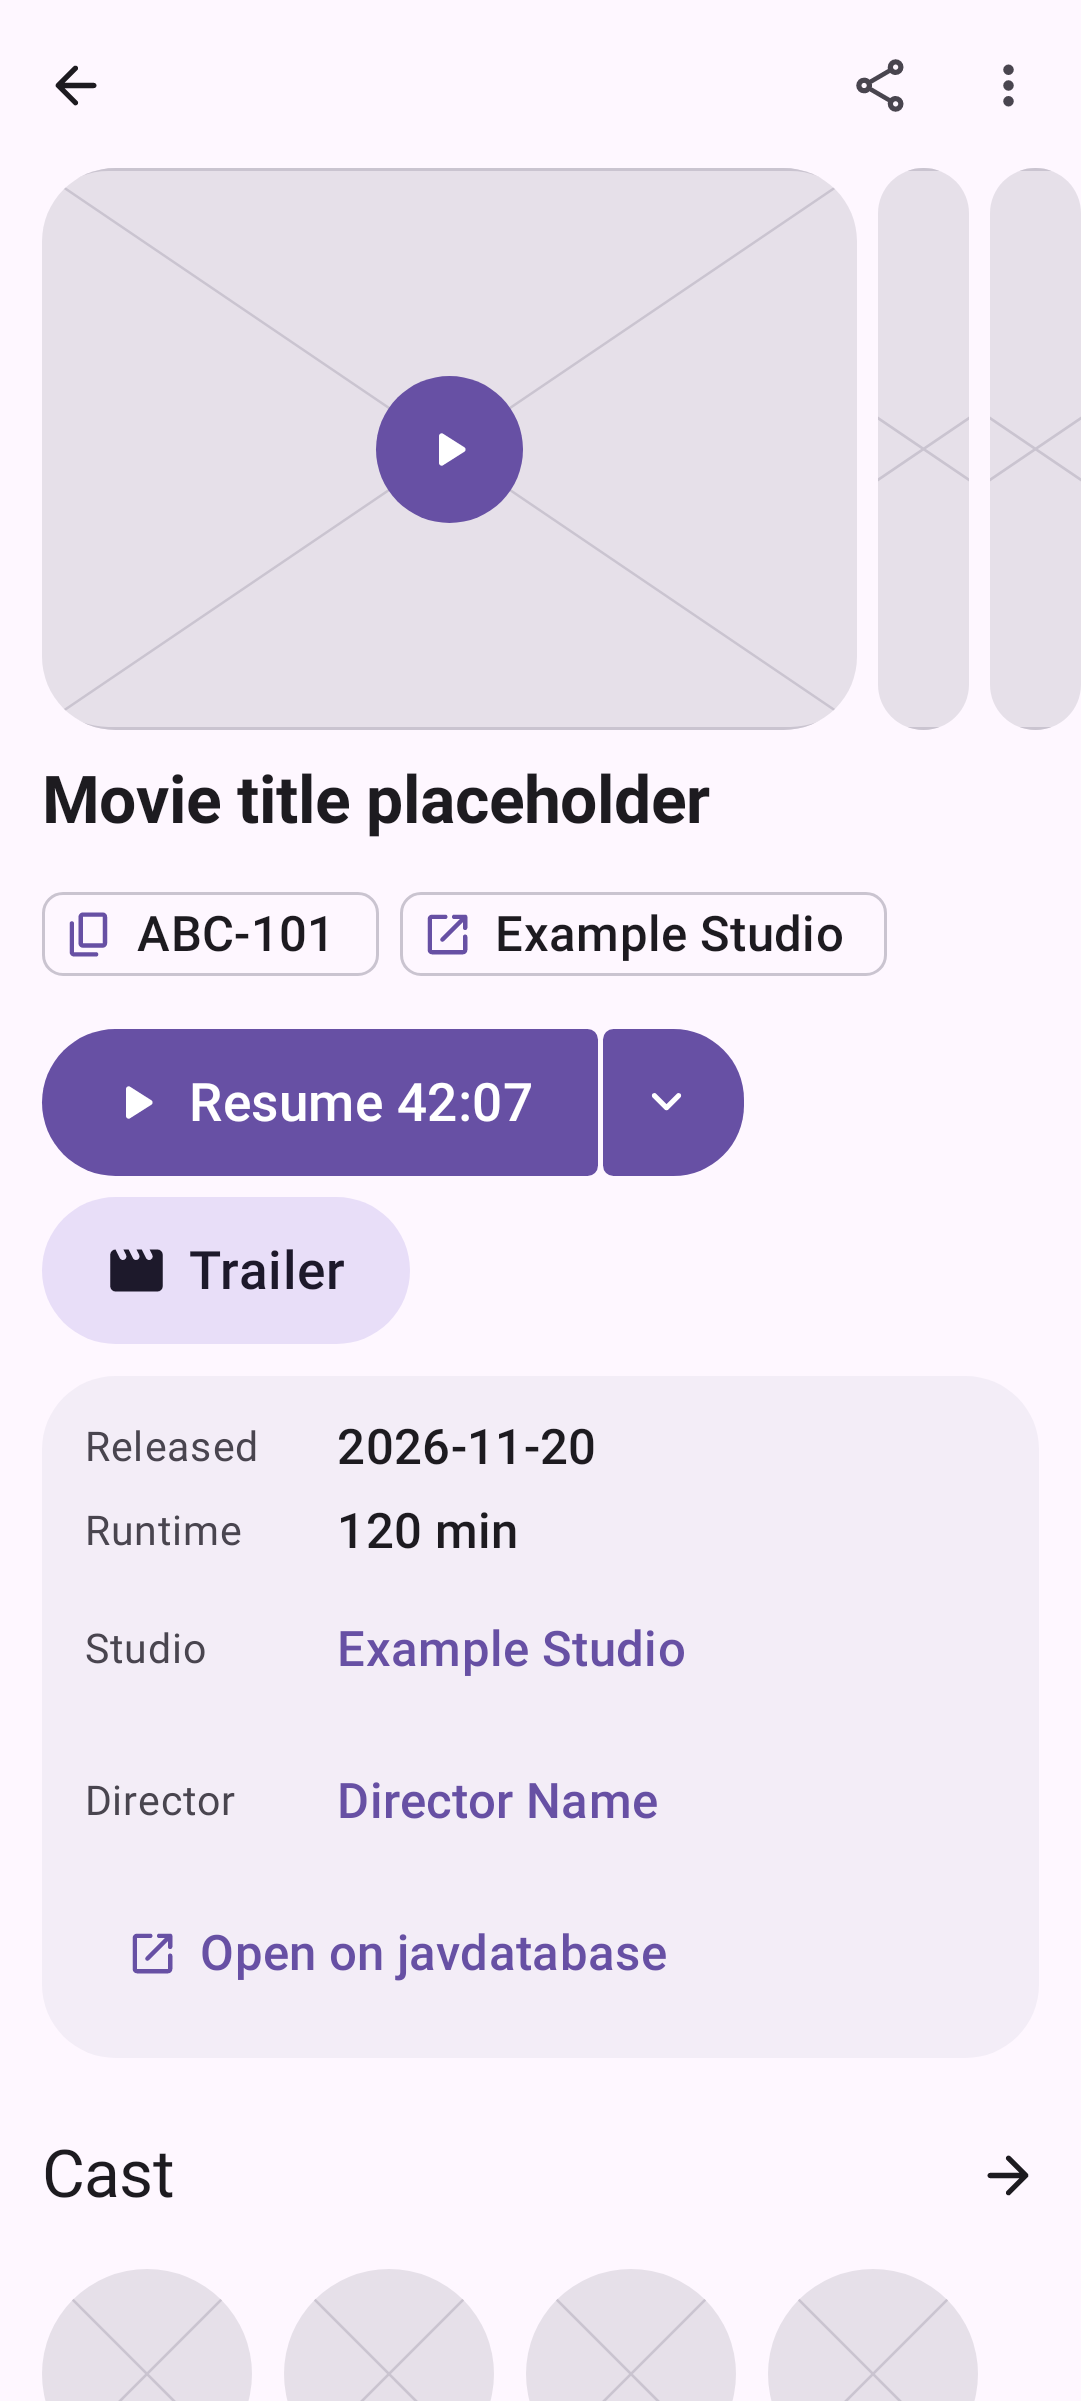 Movie title placeholder
ABC-101
Example Studio
Resume 42:07
Trailer
Released 2026-11-20
Runtime 120 min
Studio Example Studio
Director Director Name
Open on javdatabase
Cast